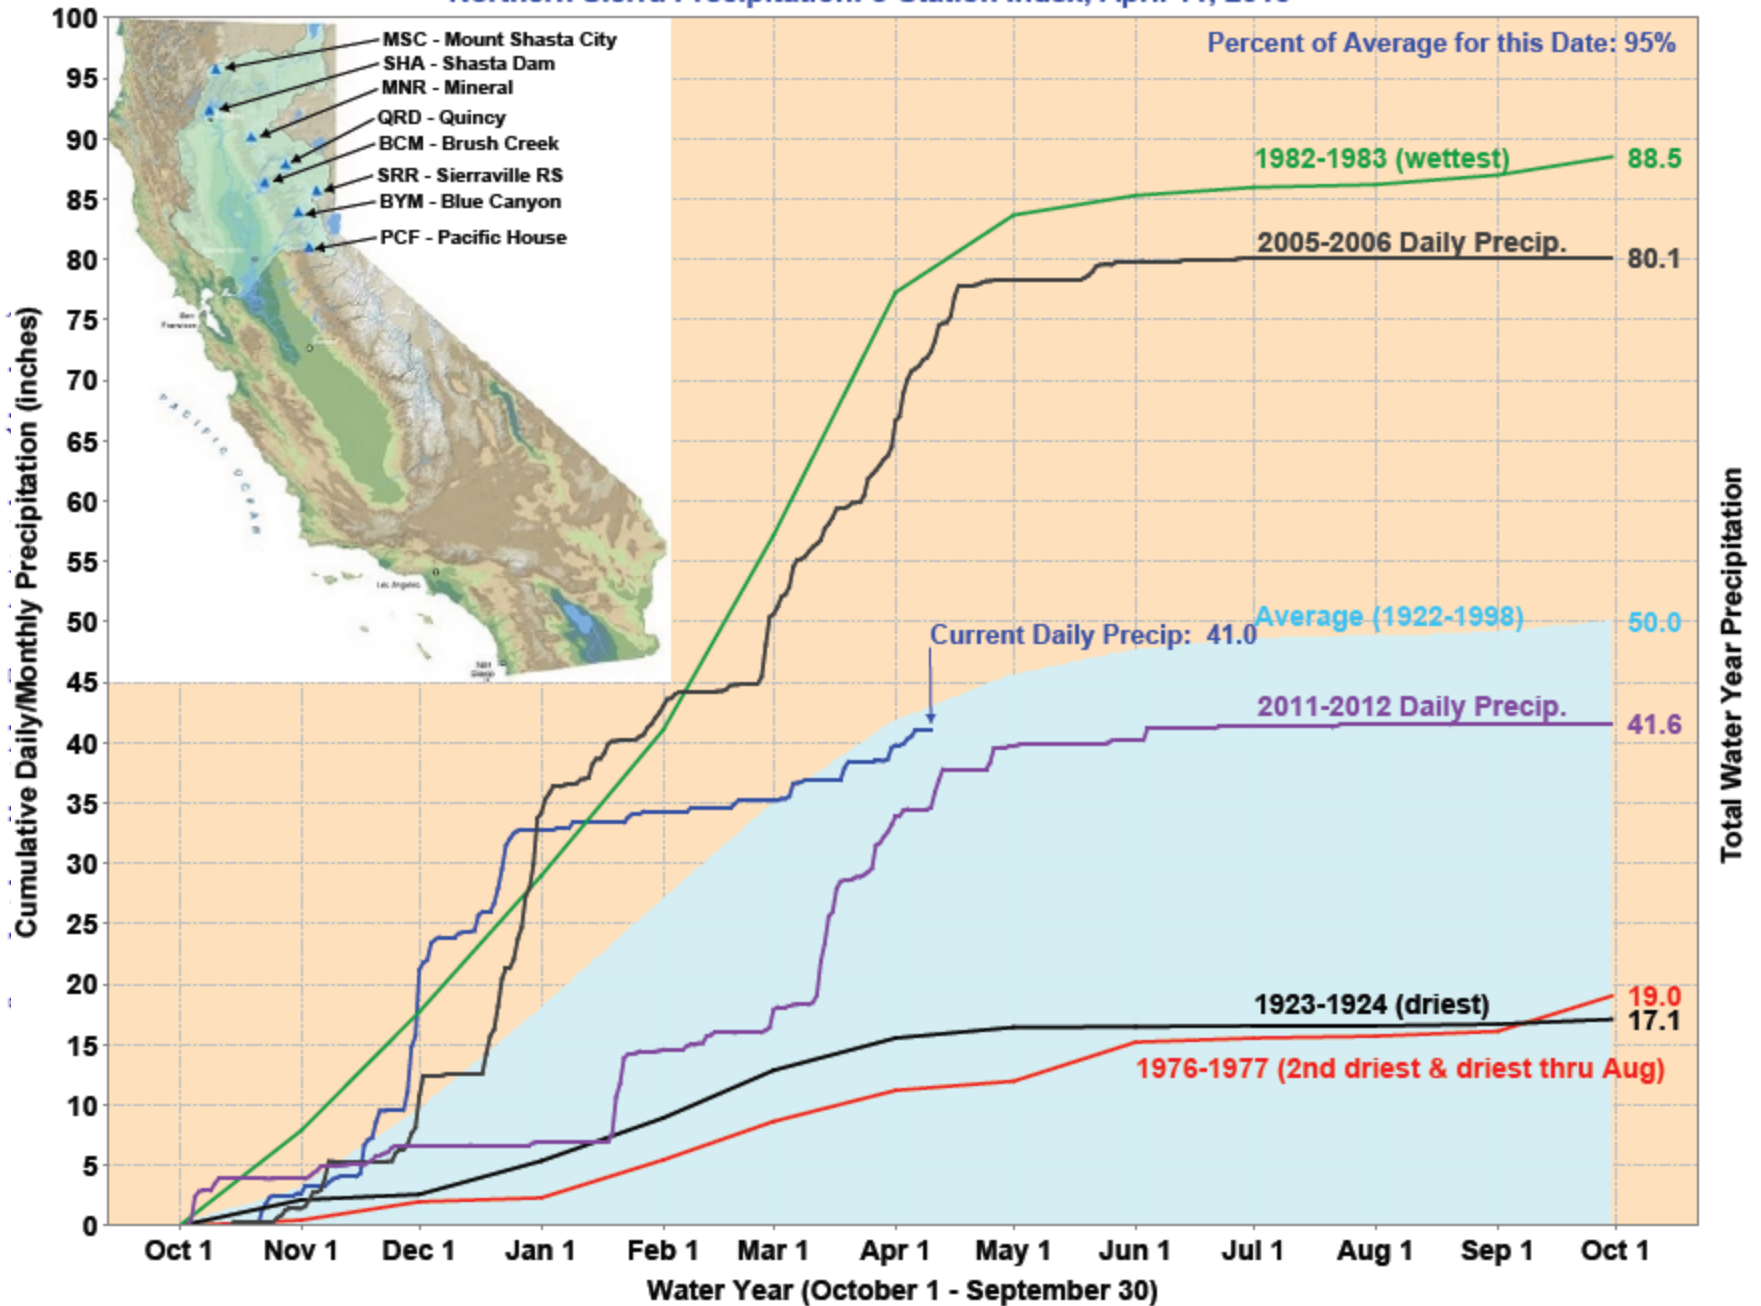 Percent of Average for this Date: 95%
MSC - Mount Shasta City
SHA - Shasta Dam
MNR - Mineral
QRD - Quincy
BCM - Brush Creek
SRR - Sierraville RS
BYM - Blue Canyon
PCF - Pacific House
PACIFIC OCEAN
Los Angeles
1982-1983 (wettest)
88.5
2005-2006 Daily Precip.
80.1
Average (1922-1998)
50.0
Current Daily Precip: 41.0
2011-2012 Daily Precip.
41.6
1923-1924 (driest)
19.0
17.1
1976-1977 (2nd driest & driest thru Aug)
100
95
90
85
80
75
70
65
60
55
50
45
40
35
30
25
20
15
10
5
0
Cumulative Daily/Monthly Precipitation (inches)
Total Water Year Precipitation
Oct 1 Nov 1 Dec 1 Jan 1 Feb 1 Mar 1 Apr 1 May 1 Jun 1 Jul 1 Aug 1 Sep 1 Oct 1
Water Year (October 1 - September 30)